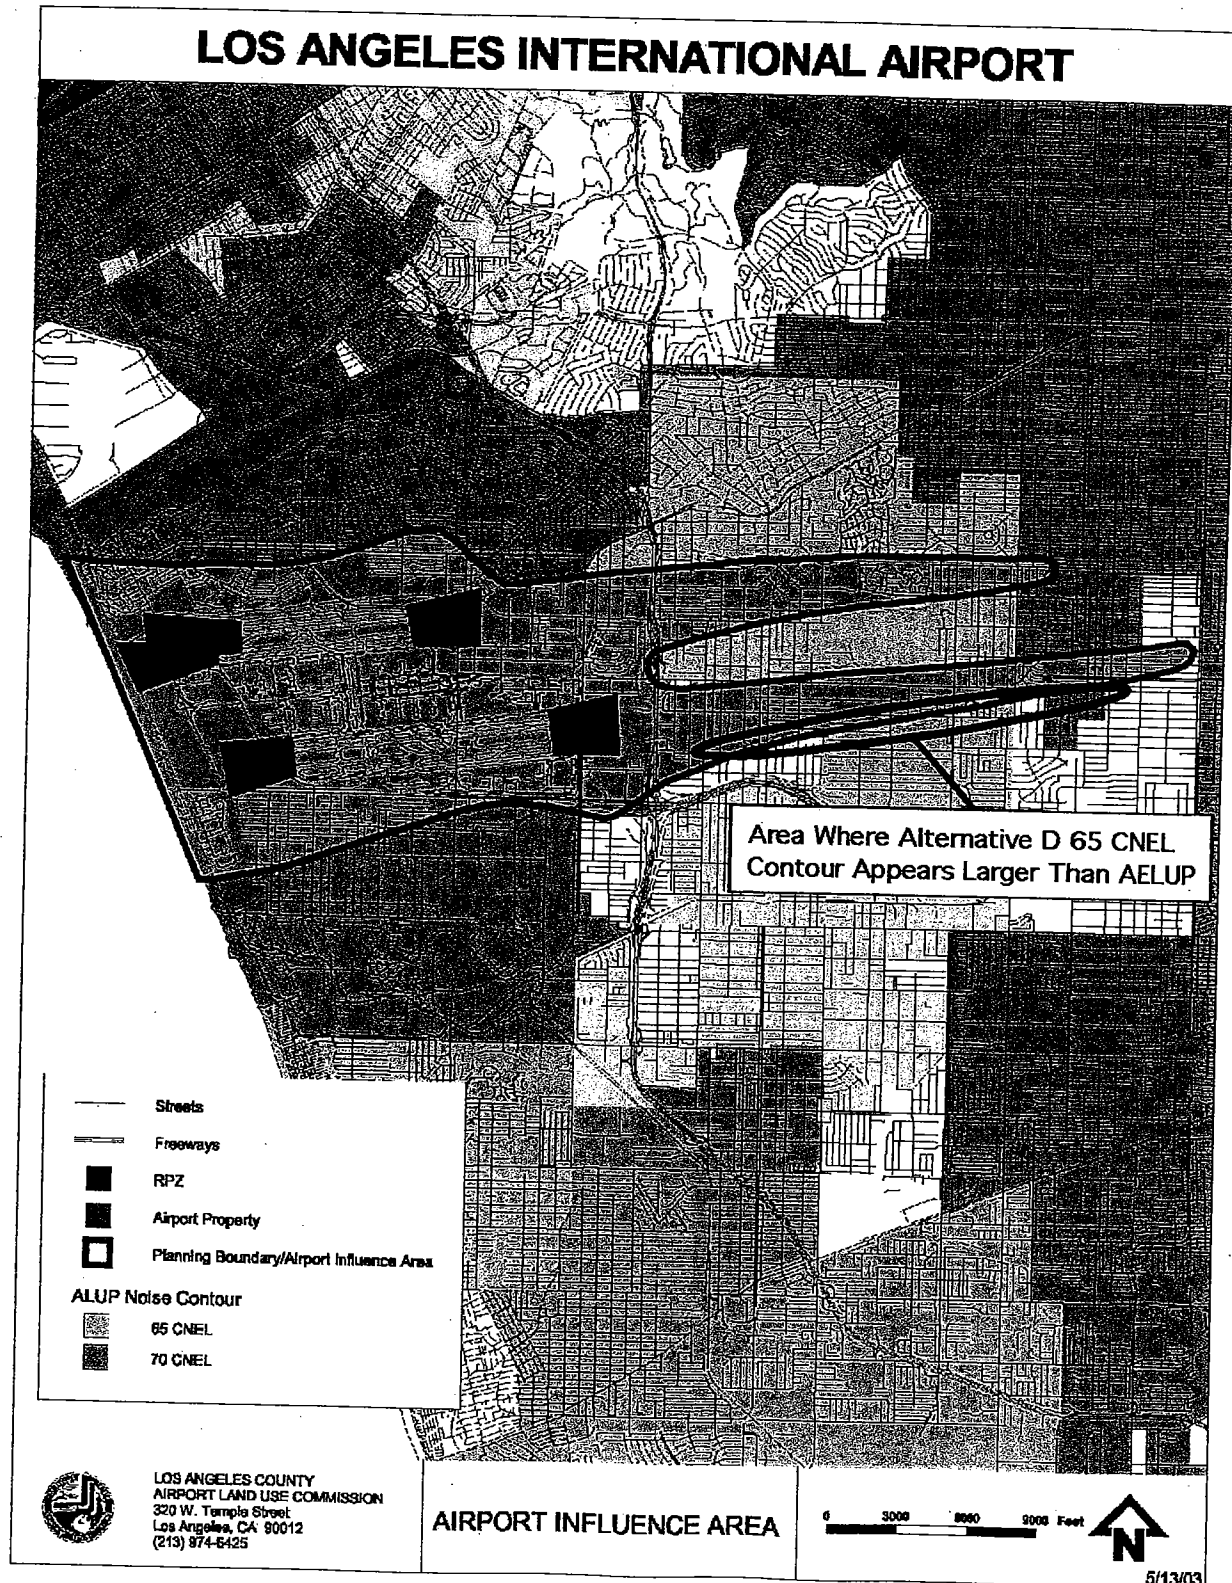 LOS ANGELES INTERNATIONAL AIRPORT
Area Where Alternative D 65 CNEL
Contour Appears Larger Than AELUP
Streets
Freeways
RPZ
Airport Property
Planning Boundary/Airport Influence Area
ALUP Noise Contour
65 CNEL
70 CNEL
LOS ANGELES COUNTY
AIRPORT LAND USE COMMISSION
320 W. Temple Street
Los Angeles, CA 90012
(213) 974-6425
AIRPORT INFLUENCE AREA
0 3000 6000 9000 Feet
N
5/13/03